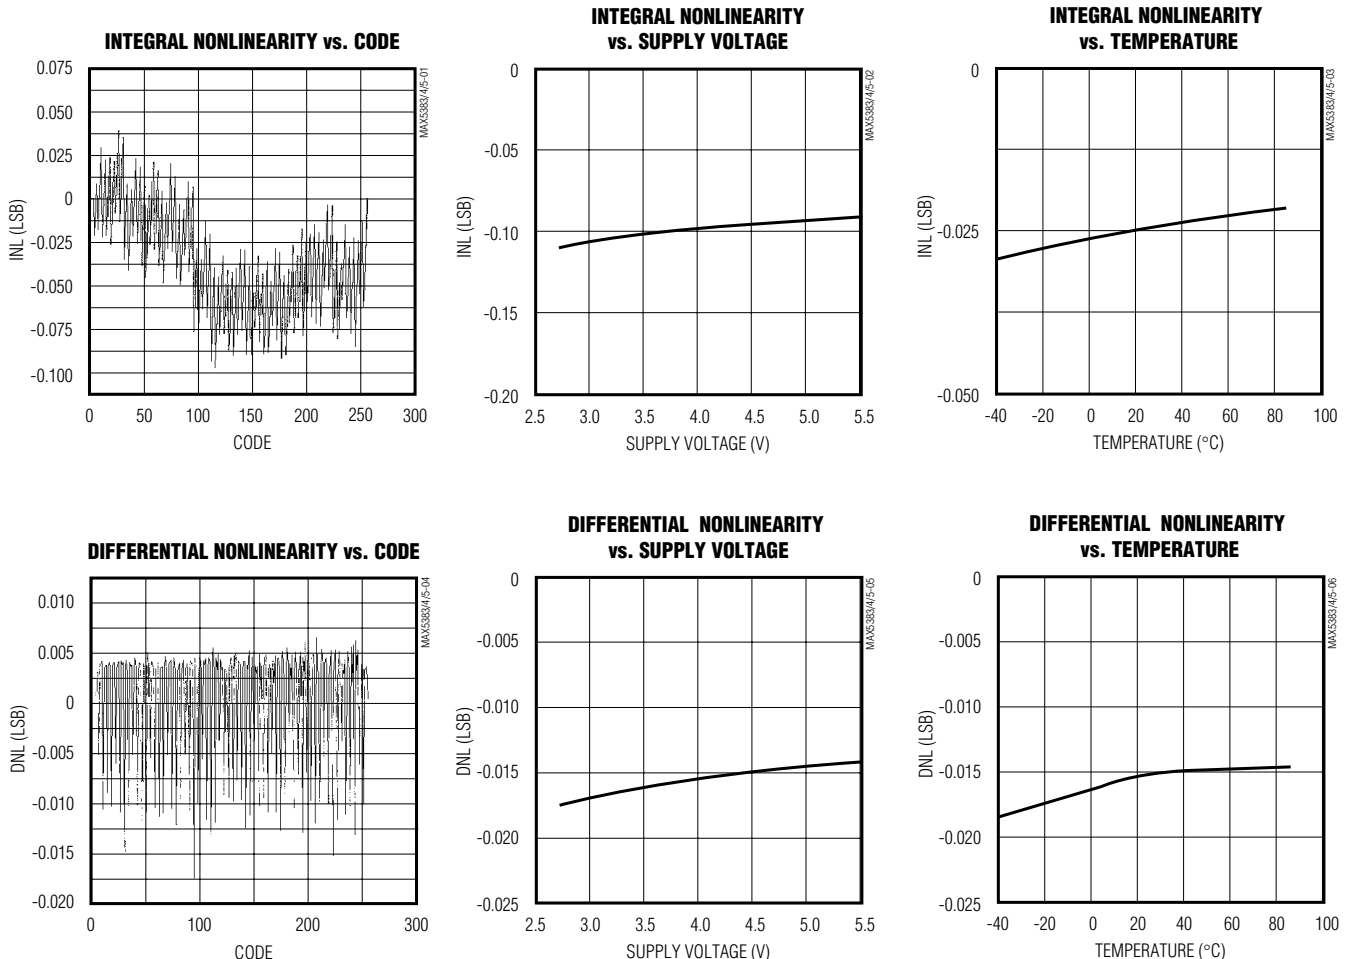 INTEGRAL NONLINEARITY vs. CODE
0.075
0.050
0.025
0
-0.025
-0.050
-0.075
-0.100
INL (LSB)
0 50 100 150 200 250 300
CODE
MAX5383/4/5-01
INTEGRAL NONLINEARITY
vs. SUPPLY VOLTAGE
0
-0.05
-0.10
-0.15
-0.20
INL (LSB)
2.5 3.0 3.5 4.0 4.5 5.0 5.5
SUPPLY VOLTAGE (V)
MAX5383/4/5-02
INTEGRAL NONLINEARITY
vs. TEMPERATURE
0
-0.025
-0.050
INL (LSB)
-40 -20 0 20 40 60 80 100
TEMPERATURE (°C)
MAX5383/4/5-03
DIFFERENTIAL NONLINEARITY vs. CODE
0.010
0.005
0
-0.005
-0.010
-0.015
-0.020
DNL (LSB)
0 100 200 300
CODE
MAX5383/4/5-04
DIFFERENTIAL NONLINEARITY
vs. SUPPLY VOLTAGE
0
-0.005
-0.010
-0.015
-0.020
-0.025
DNL (LSB)
2.5 3.0 3.5 4.0 4.5 5.0 5.5
SUPPLY VOLTAGE (V)
MAX5383/4/5-05
DIFFERENTIAL NONLINEARITY
vs. TEMPERATURE
0
-0.005
-0.010
-0.015
-0.020
-0.025
DNL (LSB)
-40 -20 0 20 40 60 80 100
TEMPERATURE (°C)
MAX5383/4/5-06